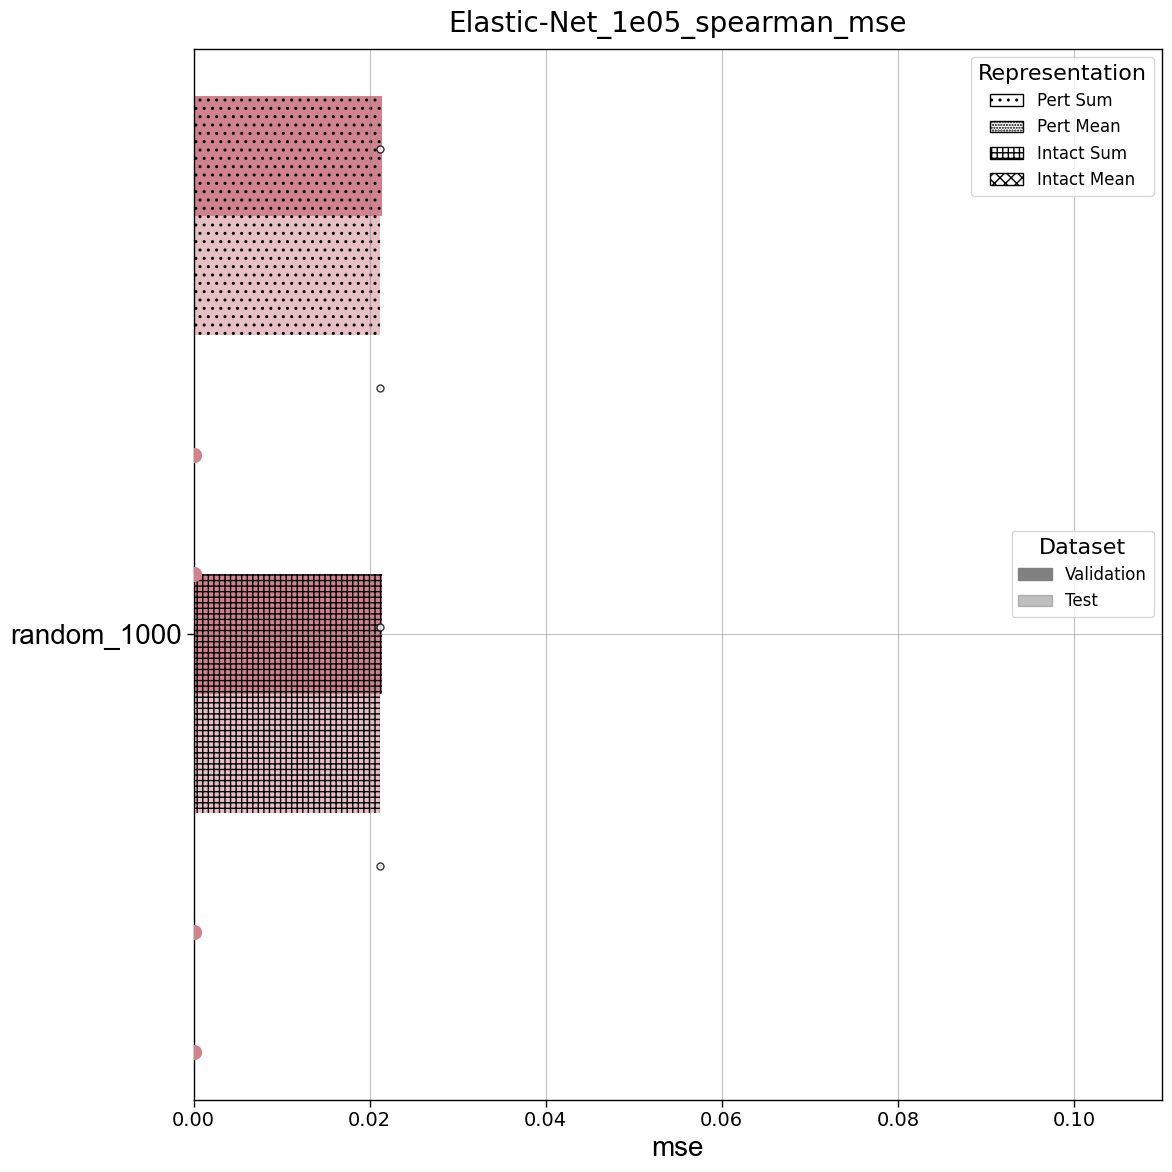 Elastic-Net_1e05_spearman_mse
Representation
Pert Sum
Pert Mean
Intact Sum
Intact Mean
Dataset
Validation
Test
random_1000
0.00 0.02 0.04 0.06 0.08 0.10
mse